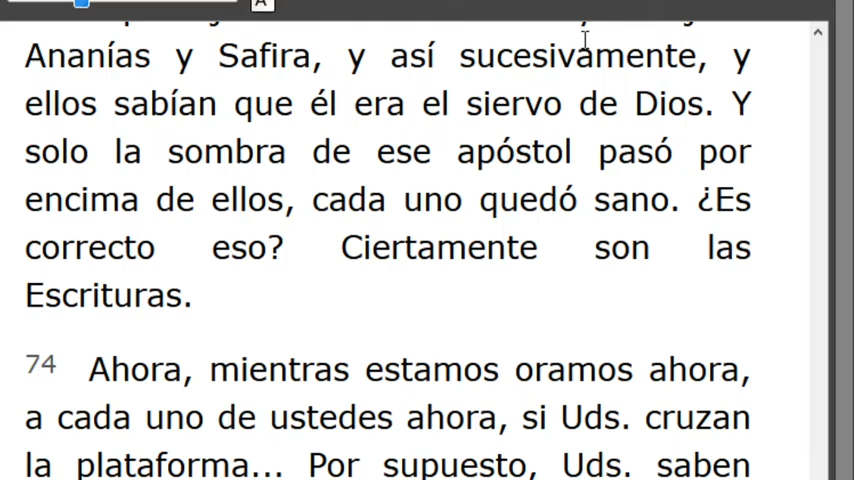 Ananías y Safira, y así sucesivamente, y
ellos sabían que él era el siervo de Dios. Y
solo la sombra de ese apóstol pasó por
encima de ellos, cada uno quedó sano. ¿Es
correcto eso? Ciertamente son las
Escrituras.
74 Ahora, mientras estamos oramos ahora,
a cada uno de ustedes ahora, si Uds. cruzan
la plataforma... Por supuesto, Uds. saben